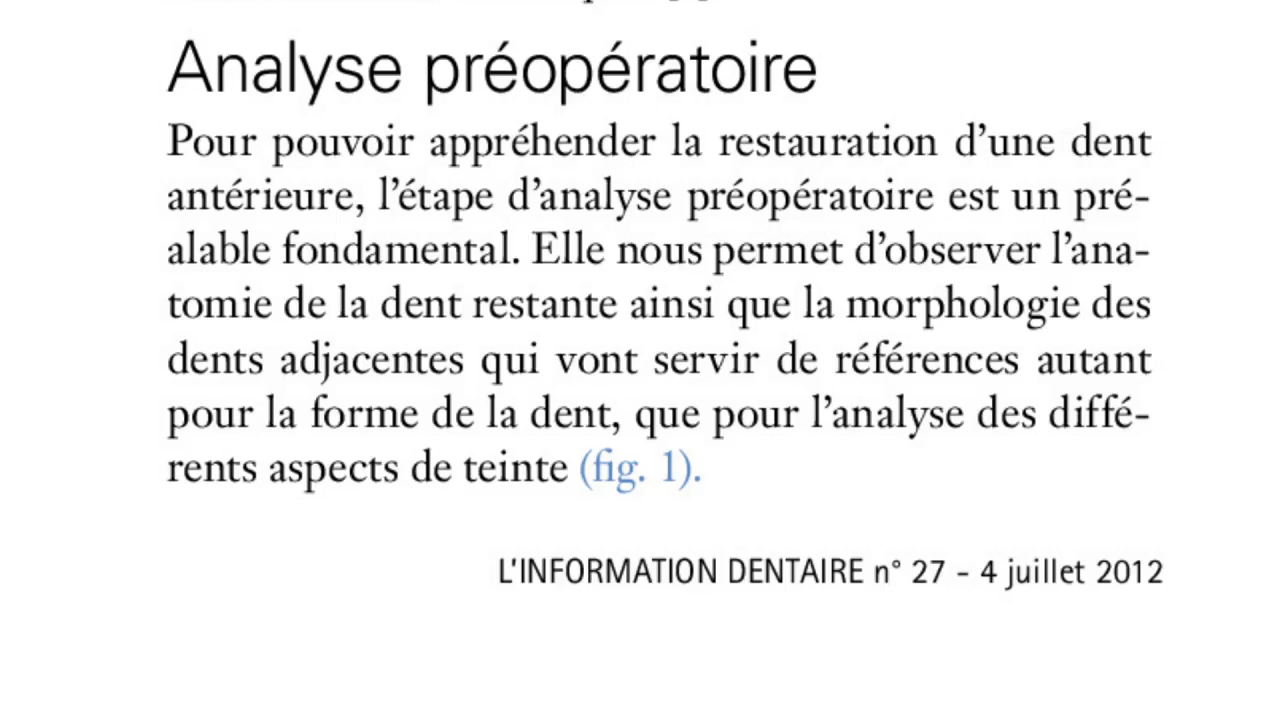 Analyse préopératoire
Pour pouvoir appréhender la restauration d’une dent
antérieure, l’étape d’analyse préopératoire est un pré-
alable fondamental. Elle nous permet d’observer l’ana-
tomie de la dent restante ainsi que la morphologie des
dents adjacentes qui vont servir de références autant
pour la forme de la dent, que pour l’analyse des diffé-
rents aspects de teinte (fig. 1).
L’INFORMATION DENTAIRE n° 27 - 4 juillet 2012